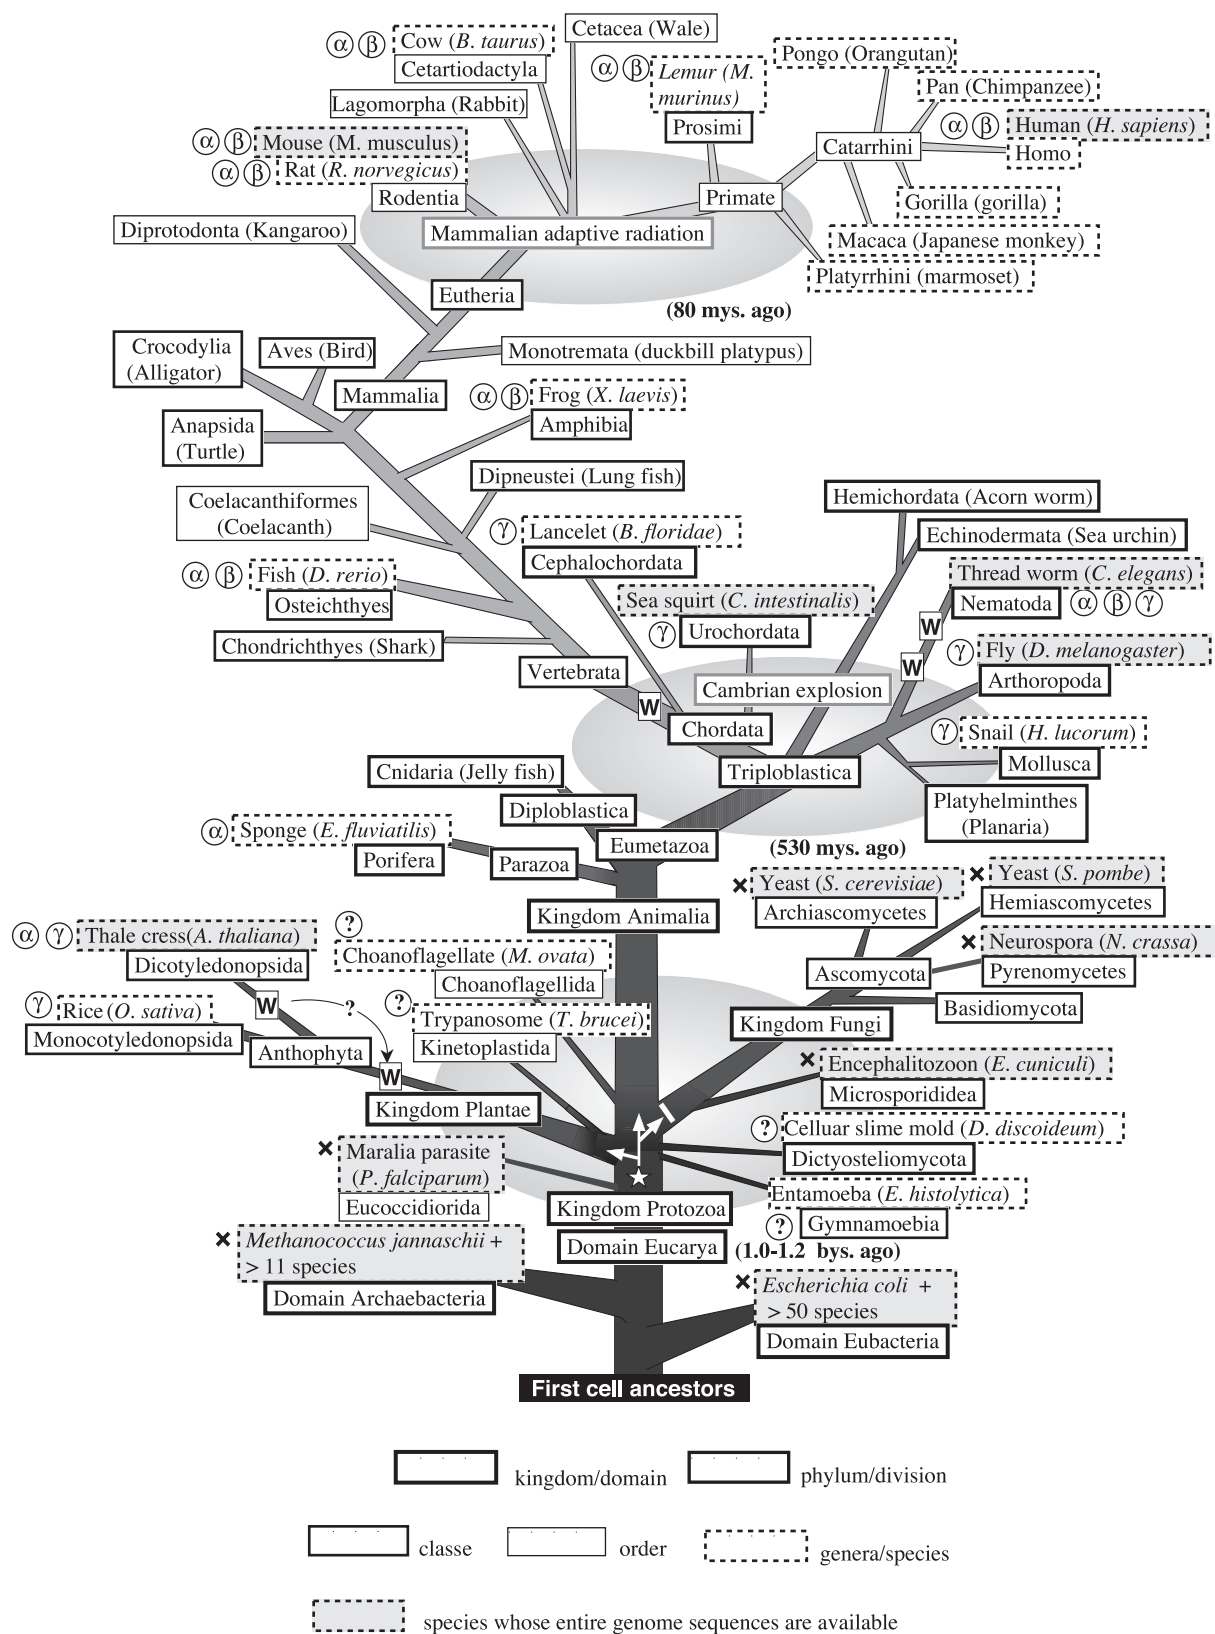 Cetacea (Wale)
α β Cow (B. taurus)
Cetartiodactyla
Pongo (Orangutan)
α β Lemur (M.
murinus)
Prosimi
Pan (Chimpanzee)
Lagomorpha (Rabbit)
α β Human (H. sapiens)
Homo
Catarrhini
α β Mouse (M. musculus)
α β Rat (R. norvegicus)
Rodentia
Primate
Gorilla (gorilla)
Diprotodonta (Kangaroo)
Mammalian adaptive radiation
Macaca (Japanese monkey)
Platyrrhini (marmoset)
Eutheria
(80 mys. ago)
Crocodylia
(Alligator)
Aves (Bird)
Monotremata (duckbill platypus)
Mammalia
α β Frog (X. laevis)
Amphibia
Anapsida
(Turtle)
Dipneustei (Lung fish)
Hemichordata (Acorn worm)
Coelacanthiformes
(Coelacanth)
γ Lancelet (B. floridae)
Cephalochordata
Echinodermata (Sea urchin)
α β Fish (D. rerio)
Osteichthyes
Thread worm (C. elegans)
Nematoda α β γ
Sea squirt (C. intestinalis)
γ Urochordata
W
Chondrichthyes (Shark)
γ Fly (D. melanogaster)
Arthoropoda
W
Vertebrata
Cambrian explosion
W
Chordata
γ Snail (H. lucorum)
Mollusca
Cnidaria (Jelly fish)
Triploblastica
Diploblastica
Platyhelminthes
(Planaria)
α Sponge (E. fluviatilis)
Porifera
Eumetazoa
(530 mys. ago)
Parazoa
× Yeast (S. cerevisiae)
Archiascomycetes
× Yeast (S. pombe)
Hemiascomycetes
Kingdom Animalia
α γ Thale cress(A. thaliana)
Dicotyledonopsida
?
Choanoflagellate (M. ovata)
Choanoflagellida
× Neurospora (N. crassa)
Pyrenomycetes
Ascomycota
W
?
γ Rice (O. sativa)
Monocotyledonopsida
?
Trypanosome (T. brucei)
Kinetoplastida
Basidiomycota
Kingdom Fungi
Anthophyta
W
× Encephalitozoon (E. cuniculi)
Microsporididea
Kingdom Plantae
? Celluar slime mold (D. discoideum)
Dictyosteliomycota
× Maralia parasite
(P. falciparum)
Eucoccidiorida
Entamoeba (E. histolytica)
? Gymnamoebia
Kingdom Protozoa
Domain Eucarya (1.0-1.2 bys. ago)
× Methanococcus jannaschii +
> 11 species
Domain Archaebacteria
× Escherichia coli +
> 50 species
Domain Eubacteria
First cell ancestors
kingdom/domain
phylum/division
classe
order
genera/species
species whose entire genome sequences are available